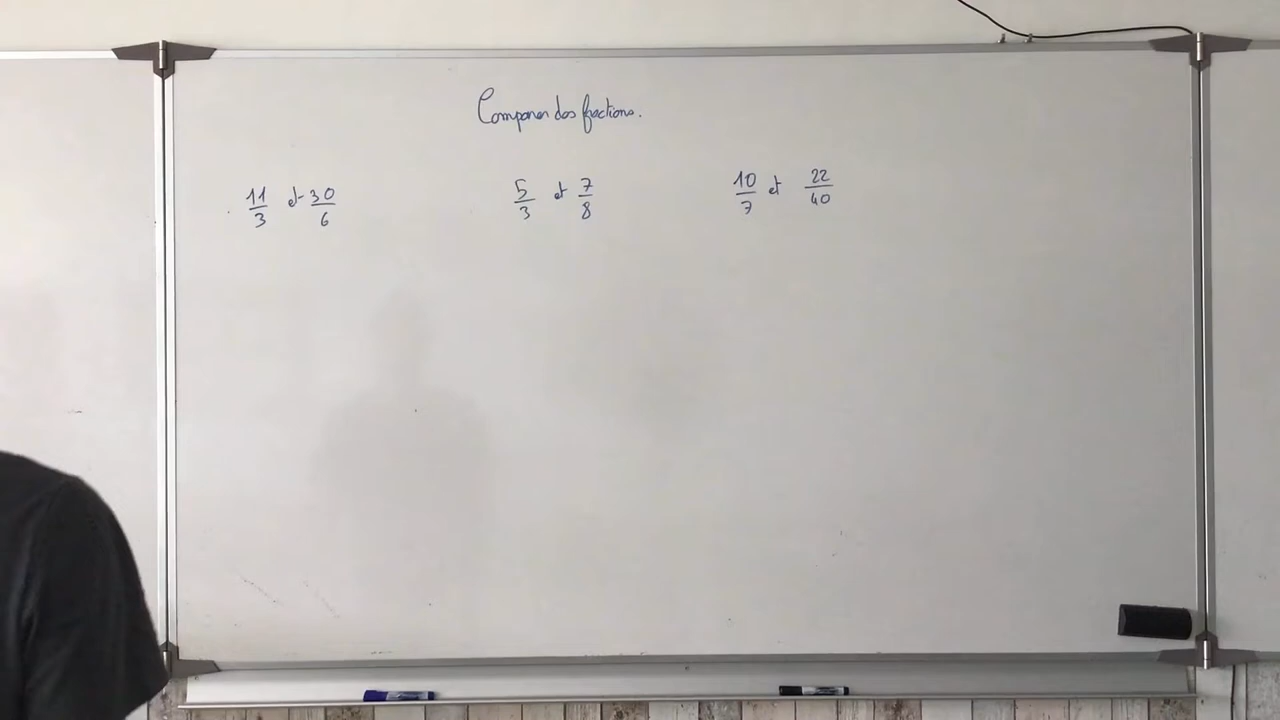 Comparer des fractions.
11/3 et 30/6
5/3 et 7/8
10/7 et 22/40